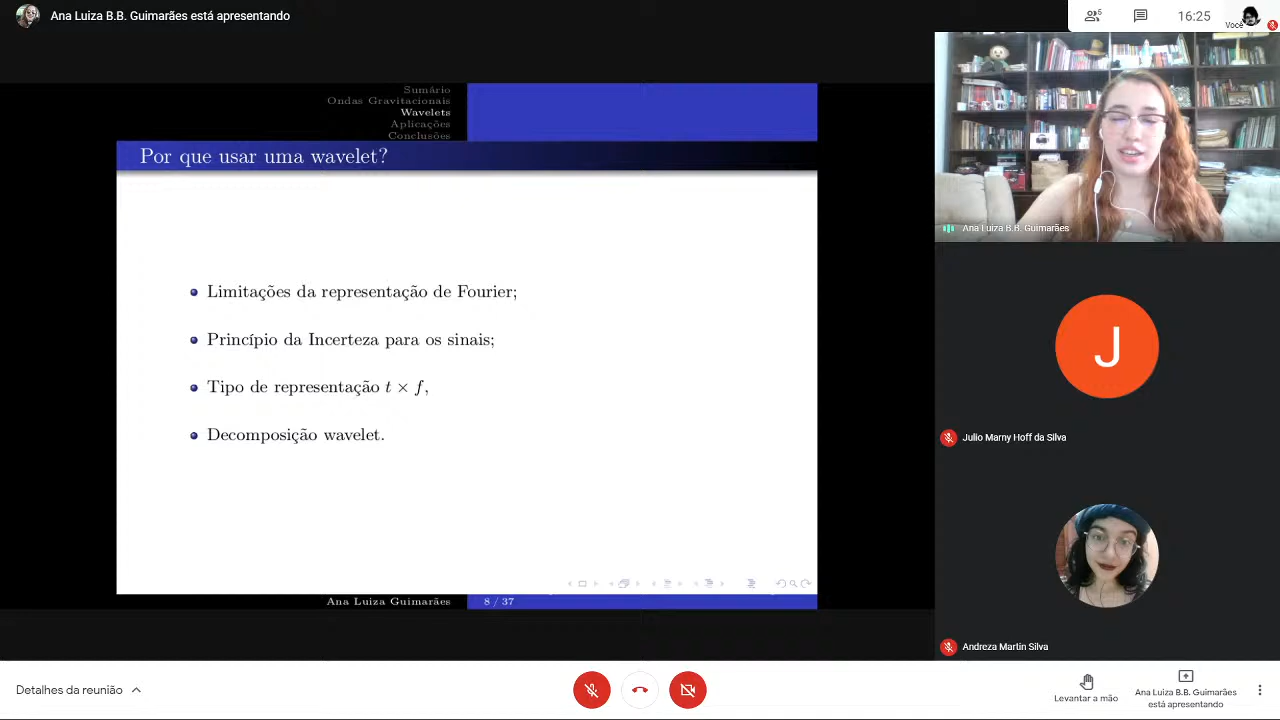 Ana Luiza B.B. Guimarães está apresentando
5
16:25
Você
Sumário
Ondas Gravitacionais
Wavelets
Aplicações
Conclusões
Por que usar uma wavelet?
Limitações da representação de Fourier;
Princípio da Incerteza para os sinais;
Tipo de representação t × f,
Decomposição wavelet.
Ana Luiza Guimarães
8 / 37
Ana Luiza B.B. Guimarães
J
Julio Marny Hoff da Silva
Andreza Martin Silva
Detalhes da reunião
Levantar a mão
Ana Luiza B.B. Guimarães
está apresentando